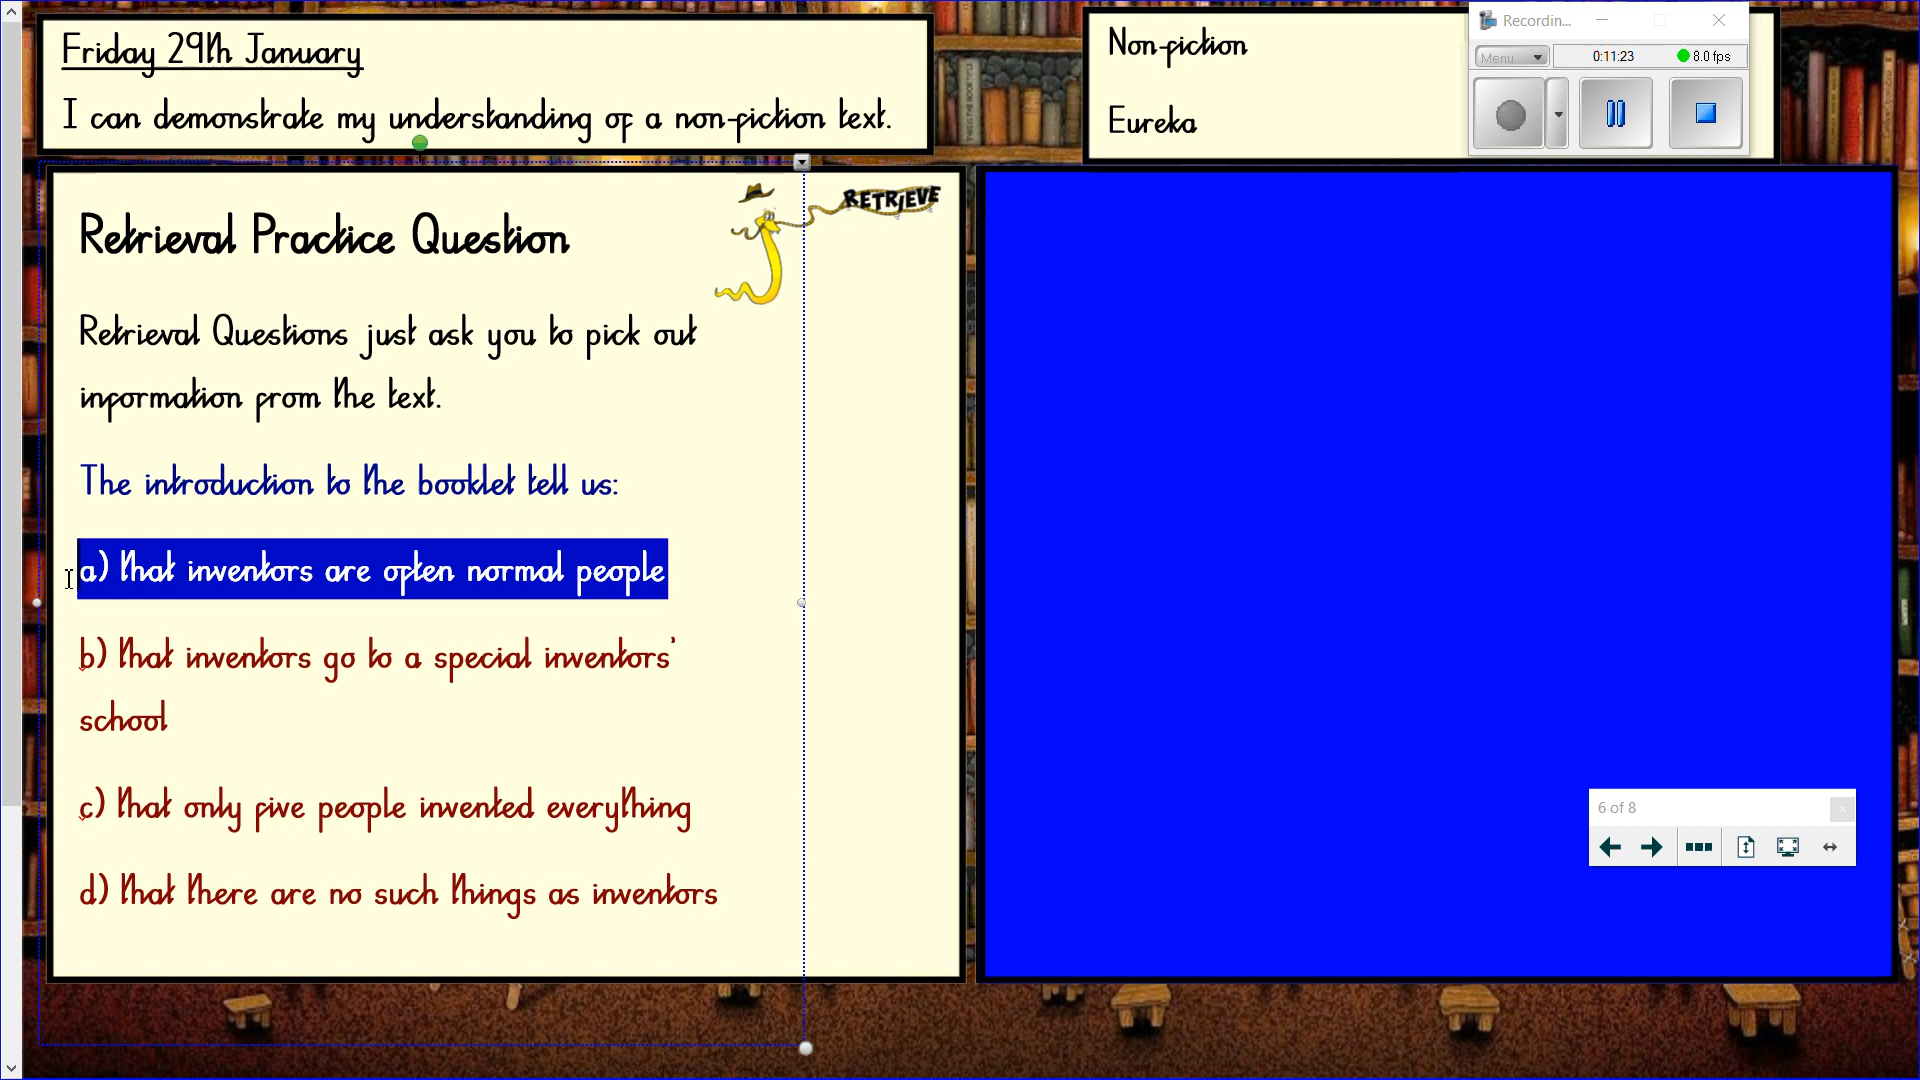 Friday 29th January
I can demonstrate my understanding of a non-fiction text.
Non-fiction
Eureka
Recordin...
Menu
0:11:23
8.0 fps
RETRIEVE
Retrieval Practice Question
Retrieval Questions just ask you to pick out
information from the text.
The introduction to the booklet tell us:
a) that inventors are often normal people
b) that inventors go to a special inventors'
school
c) that only five people invented everything
d) that there are no such things as inventors
6 of 8